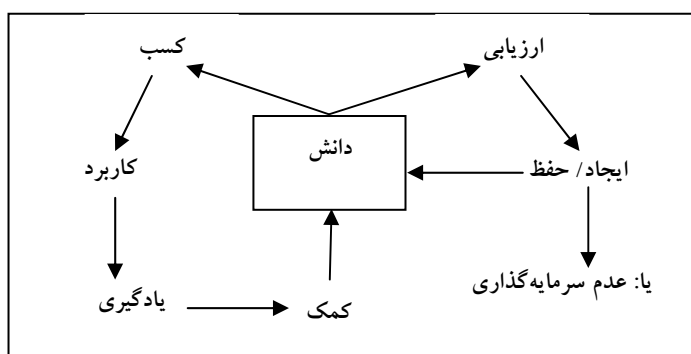 ارزیابی
کسب
دانش
ایجاد/ حفظ
کاربرد
یا: عدم سرمایه‌گذاری
یادگیری
کمک